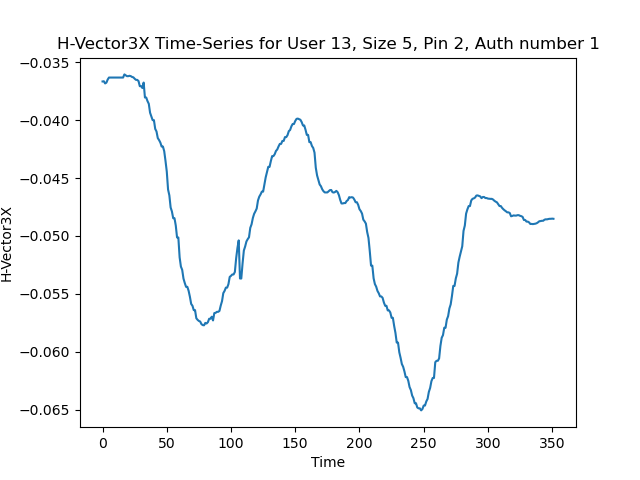 H-Vector3X Time-Series for User 13, Size 5, Pin 2, Auth number 1
−0.035
−0.040
−0.045
−0.050
−0.055
−0.060
−0.065
H-Vector3X
0 50 100 150 200 250 300 350
Time